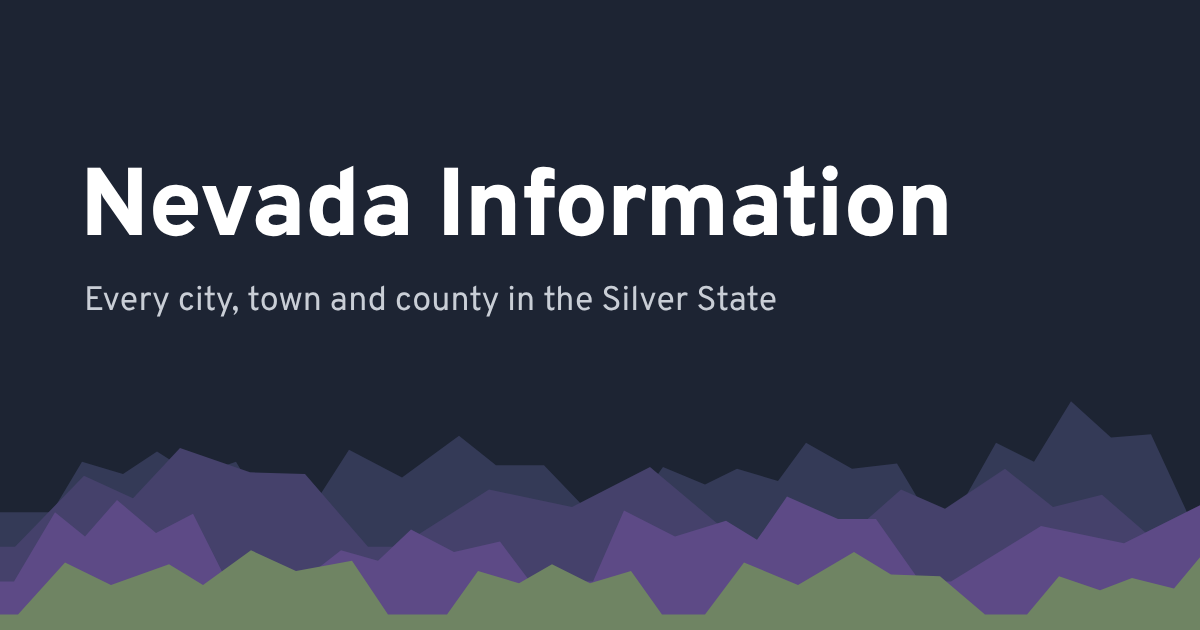 Nevada Information
Every city, town and county in the Silver State